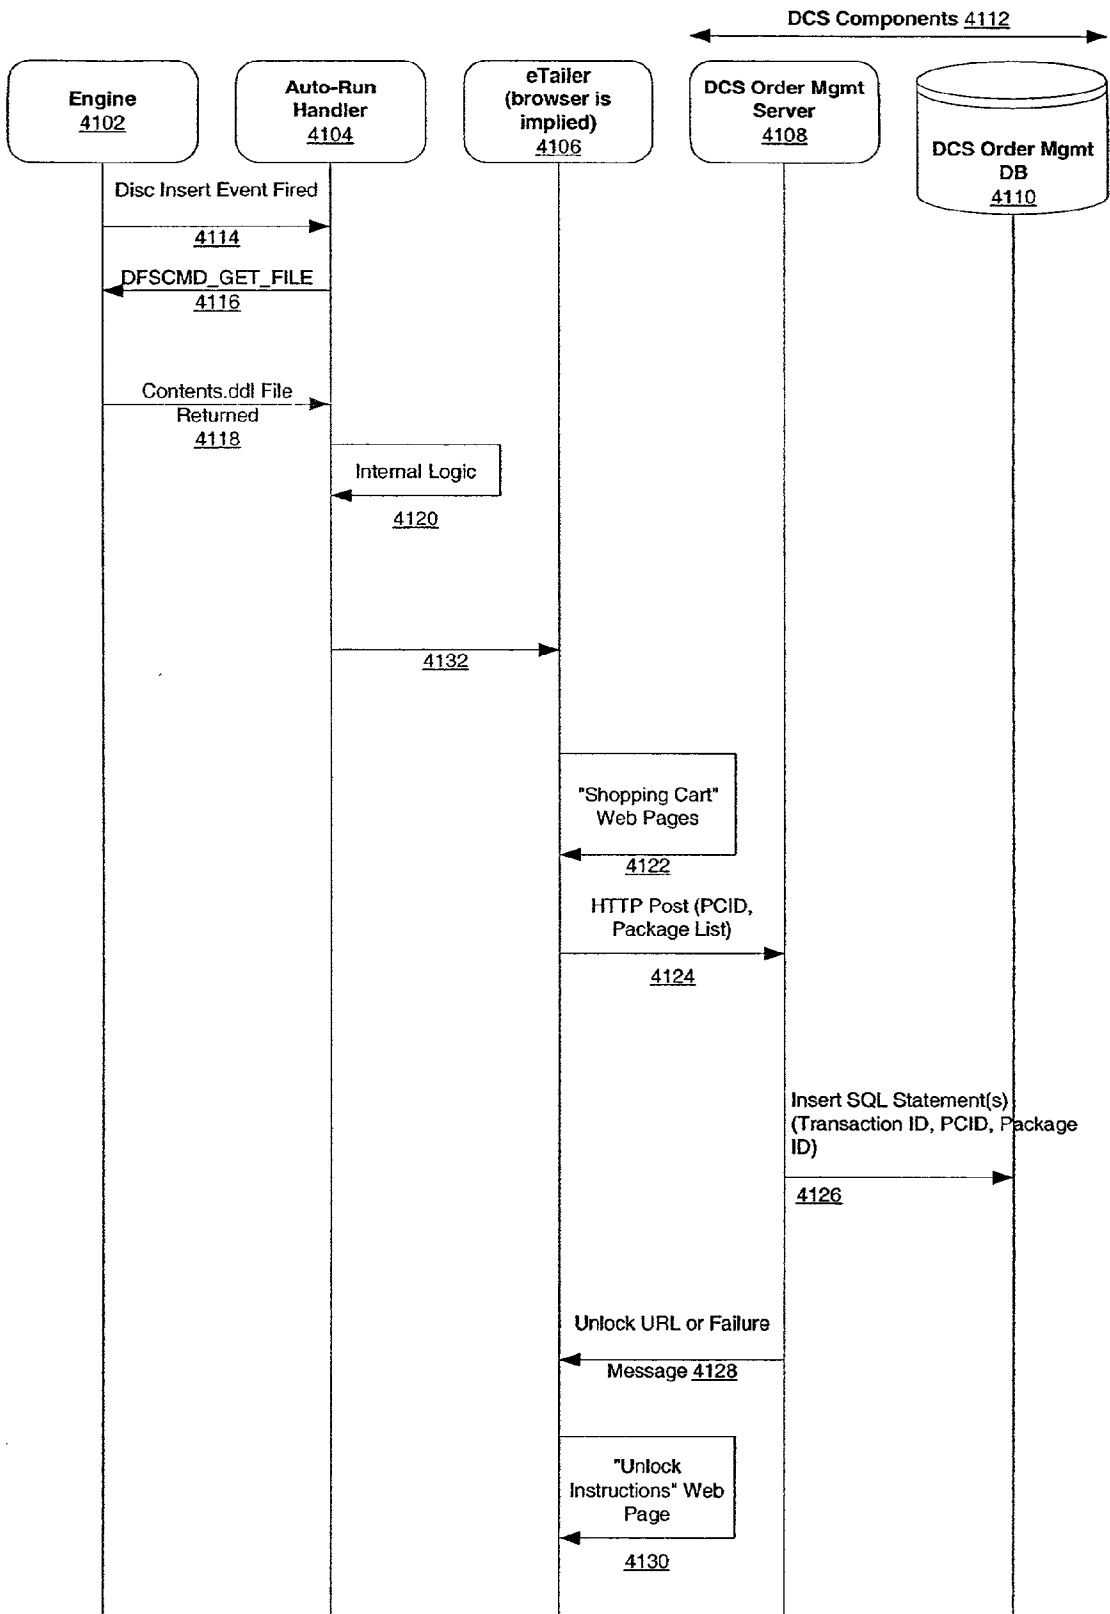 DCS Components 4112
Engine
4102
Auto-Run
Handler
4104
eTailer
(browser is
implied)
4106
DCS Order Mgmt
Server
4108
DCS Order Mgmt
DB
4110
Disc Insert Event Fired
4114
DFSCMD_GET_FILE
4116
Contents.ddl File
Returned
4118
Internal Logic
4120
4132
"Shopping Cart"
Web Pages
4122
HTTP Post (PCID,
Package List)
4124
Insert SQL Statement(s)
(Transaction ID, PCID, Package
ID)
4126
Unlock URL or Failure
Message 4128
"Unlock
Instructions" Web
Page
4130